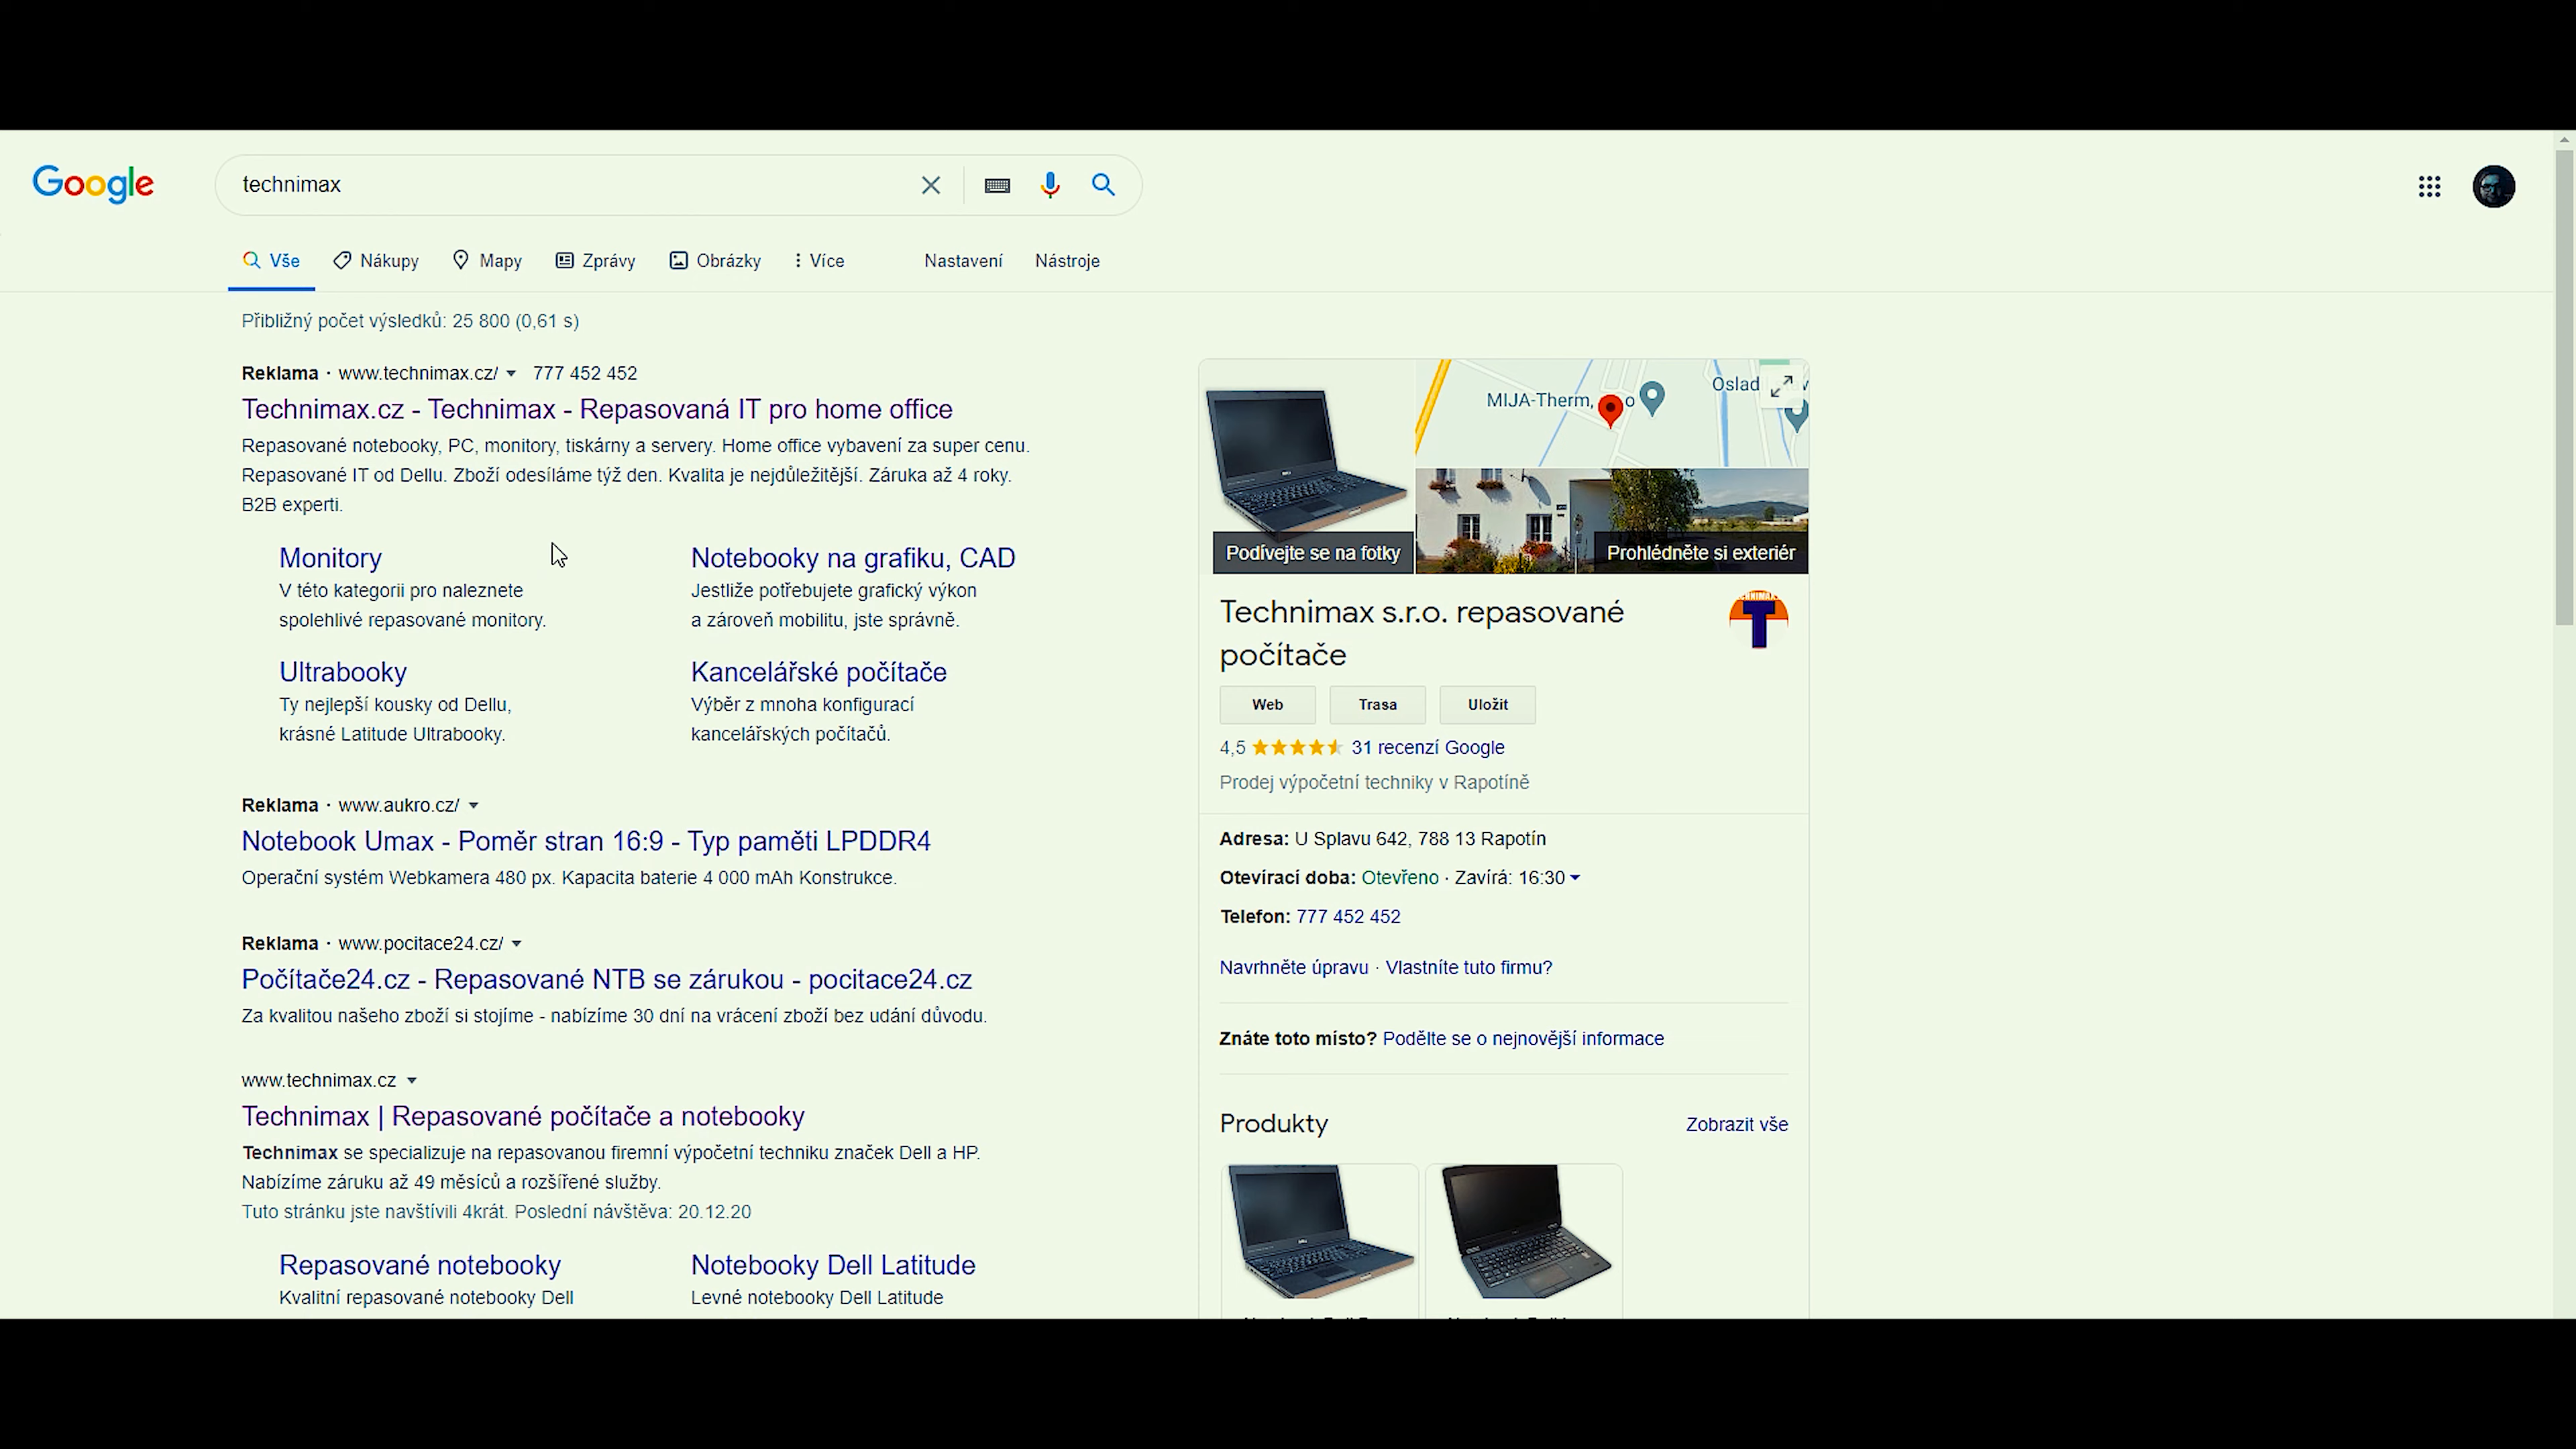 Google
technimax
Vše
Nákupy
Mapy
Zprávy
Obrázky
Více
Nastavení
Nástroje
Přibližný počet výsledků: 25 800 (0,61 s)
Reklama · www.technimax.cz/ 777 452 452
Technimax.cz - Technimax - Repasovaná IT pro home office
Repasované notebooky, PC, monitory, tiskárny a servery. Home office vybavení za super cenu.
Repasované IT od Dellu. Zboží odesíláme týž den. Kvalita je nejdůležitější. Záruka až 4 roky.
B2B experti.
Monitory
V této kategorii pro naleznete
spolehlivé repasované monitory.
Notebooky na grafiku, CAD
Jestliže potřebujete grafický výkon
a zároveň mobilitu, jste správně.
Ultrabooky
Ty nejlepší kousky od Dellu,
krásné Latitude Ultrabooky.
Kancelářské počítače
Výběr z mnoha konfigurací
kancelářských počítačů.
Reklama · www.aukro.cz/
Notebook Umax - Poměr stran 16:9 - Typ paměti LPDDR4
Operační systém Webkamera 480 px. Kapacita baterie 4 000 mAh Konstrukce.
Reklama · www.pocitace24.cz/
Počítače24.cz - Repasované NTB se zárukou - pocitace24.cz
Za kvalitou našeho zboží si stojíme - nabízíme 30 dní na vrácení zboží bez udání důvodu.
www.technimax.cz
Technimax | Repasované počítače a notebooky
Technimax se specializuje na repasovanou firemní výpočetní techniku značek Dell a HP.
Nabízíme záruku až 49 měsíců a rozšířené služby.
Tuto stránku jste navštívili 4krát. Poslední návštěva: 20.12.20
Repasované notebooky
Kvalitní repasované notebooky Dell
Notebooky Dell Latitude
Levné notebooky Dell Latitude
MIJA-Therm, o
Oslad
Podívejte se na fotky
Prohlédněte si exteriér
Technimax s.r.o. repasované
počítače
Web
Trasa
Uložit
4,5 31 recenzí Google
Prodej výpočetní techniky v Rapotíně
Adresa: U Splavu 642, 788 13 Rapotín
Otevírací doba: Otevřeno · Zavírá: 16:30
Telefon: 777 452 452
Navrhněte úpravu · Vlastníte tuto firmu?
Znáte toto místo? Podělte se o nejnovější informace
Produkty
Zobrazit vše